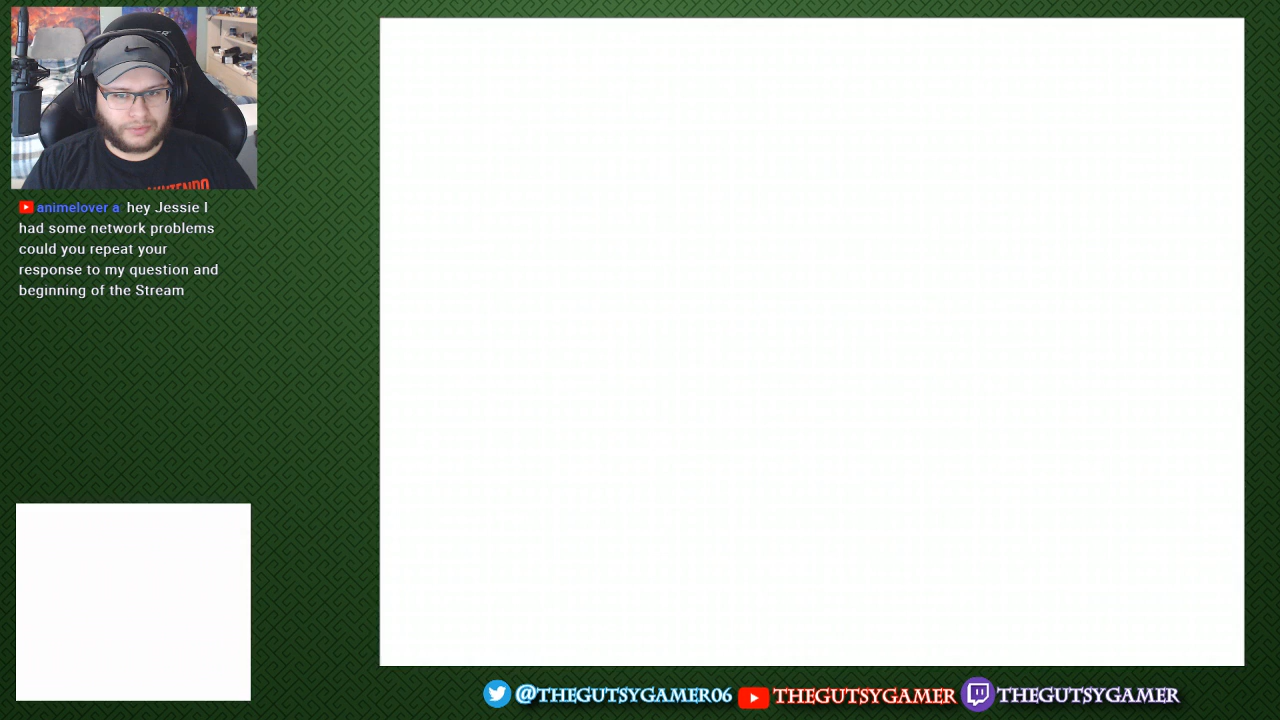 NINTENDO
animelover a hey Jessie I
had some network problems
could you repeat your
response to my question and
beginning of the Stream
@THEGUTSYGAMER06 THEGUTSYGAMER THEGUTSYGAMER